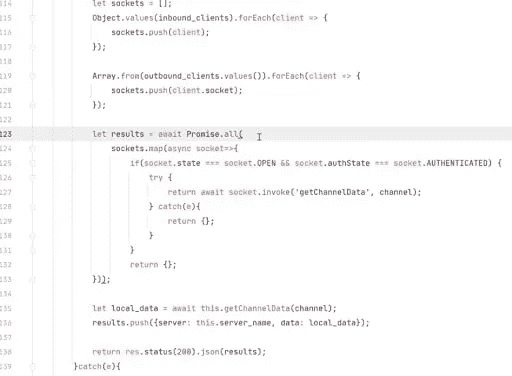 114 let sockets = [];
115 Object.values(inbound_clients).forEach(client => {
116 sockets.push(client);
117 });
118
119 Array.from(outbound_clients.values()).forEach(client => {
120 sockets.push(client.socket);
121 });
122
123 let results = await Promise.all(
124 sockets.map(async socket=>{
125 if(socket.state === socket.OPEN && socket.authState === socket.AUTHENTICATED) {
126 try {
127 return await socket.invoke('getChannelData', channel);
128 } catch(e){
129 return {};
130 }
131 }
132 return {};
133 }));
134
135 let local_data = await this.getChannelData(channel);
136 results.push({server: this.server_name, data: local_data});
137
138 return res.status(200).json(results);
139 }catch(e){